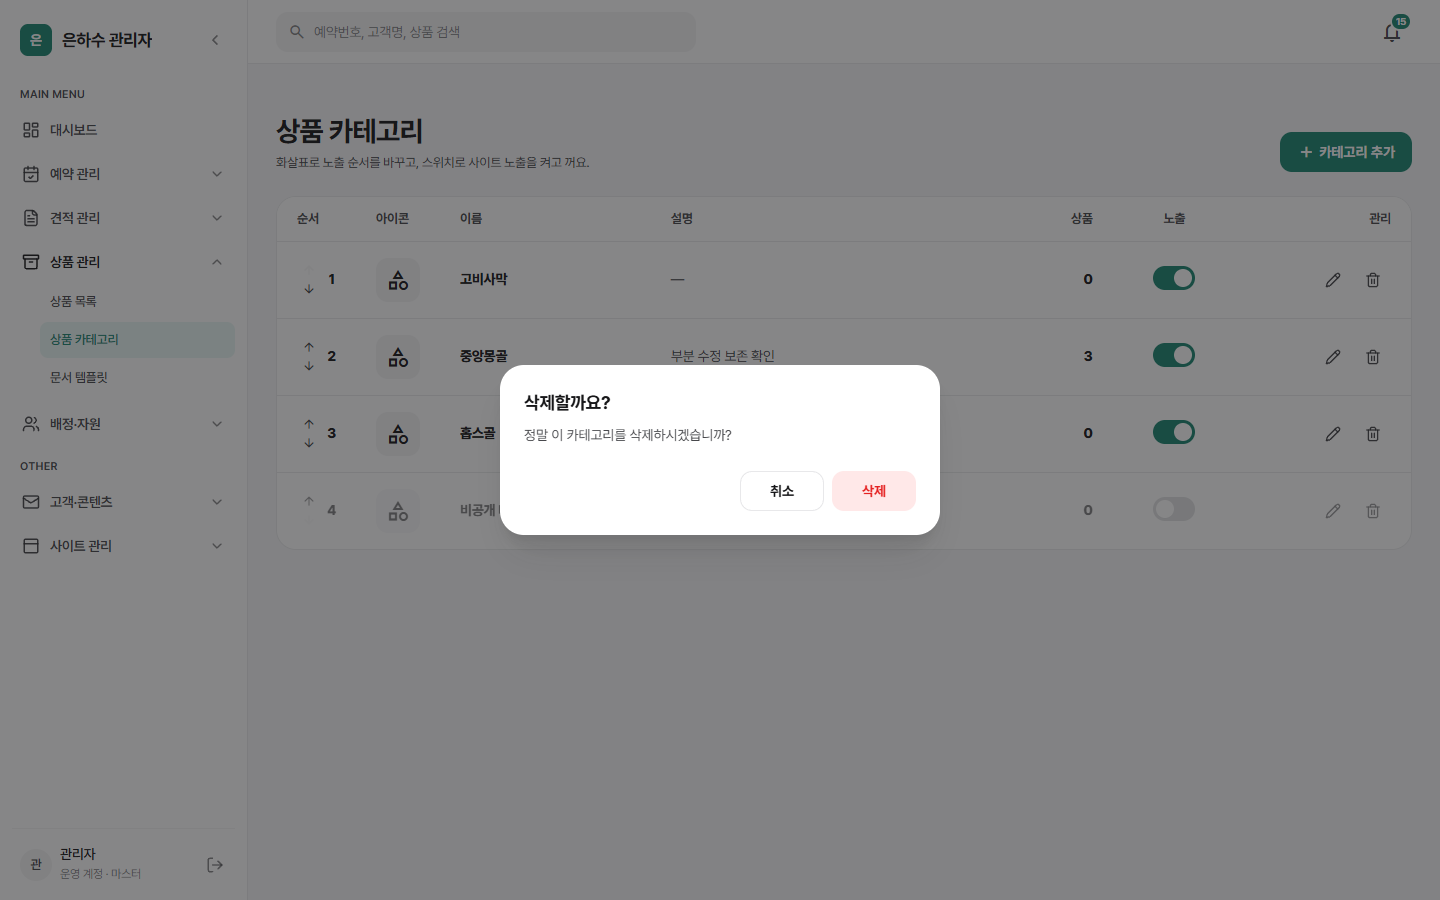 은 은하수 관리자
MAIN MENU
대시보드
예약 관리
견적 관리
상품 관리
상품 목록
상품 카테고리
문서 템플릿
배정·자원
OTHER
고객·콘텐츠
사이트 관리
관 관리자
운영 계정 · 마스터
예약번호, 고객명, 상품 검색
15
상품 카테고리
화살표로 노출 순서를 바꾸고, 스위치로 사이트 노출을 켜고 꺼요.
카테고리 추가
순서 아이콘 이름 설명 상품 노출 관리
1 고비사막 — 0
2 중앙몽골 부분 수정 보존 확인 3
3 홉스골 0
4 비공개 0
삭제할까요?
정말 이 카테고리를 삭제하시겠습니까?
취소 삭제